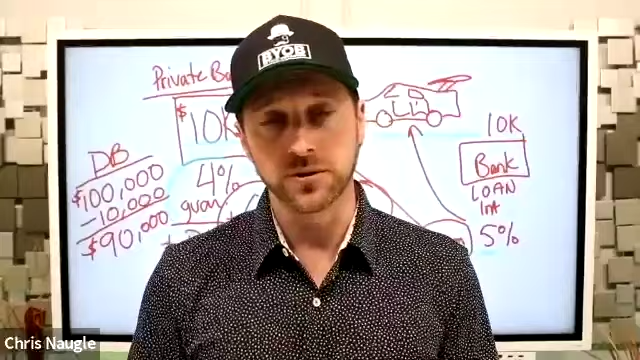 BYOB
Private Ba
$10K
DB
$100,000
-10,000
$90,000
4%
guar
10K
Bank
LOAN
Int
5%
Chris Naugle